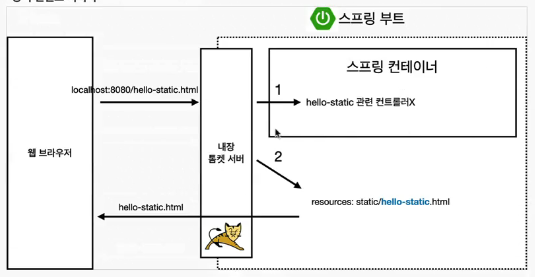 스프링 부트
스프링 컨테이너
localhost:8080/hello-static.html
1
hello-static 관련 컨트롤러X
웹 브라우저
내장
톰켓 서버
2
resources: static/hello-static.html
hello-static.html